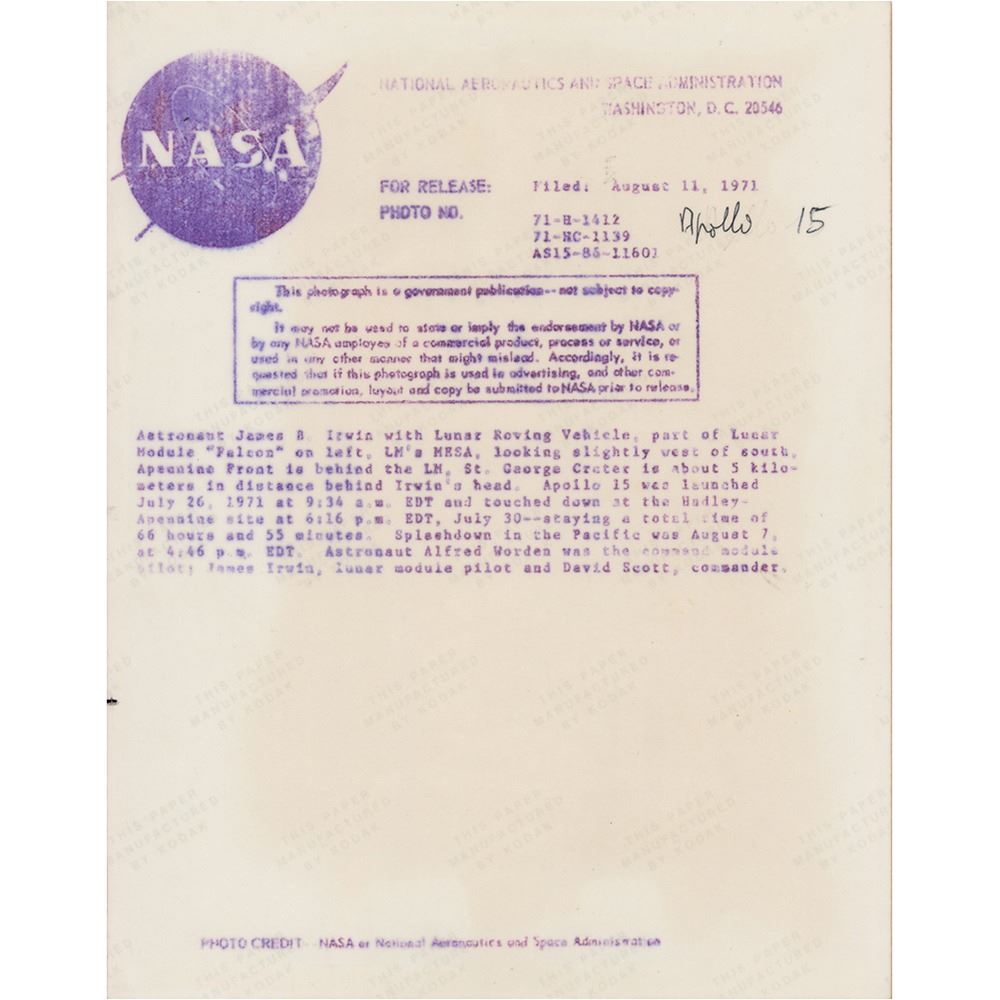 NASA
NATIONAL AERONAUTICS AND SPACE ADMINISTRATION
WASHINGTON, D. C. 20546
FOR RELEASE: Filed: August 11, 1971
PHOTO NO. 71-H-1412
71-HC-1139
AS15-86-11601
Apollo 15
This photograph is a government publication--not subject to copy-
right.
It may not be used to state or imply the endorsement by NASA or
by any NASA employee of a commercial product, process or service, or
used in any other manner that might mislead. Accordingly, it is re-
quested that if this photograph is used in advertising, and other com-
mercial promotion, layout and copy be submitted to NASA prior to release.
Astronaut James B. Irwin with Lunar Roving Vehicle, part of Lunar
Module "Falcon" on left, LM's MESA, looking slightly west of south.
Apennine Front is behind the LM, St. George Crater is about 5 kilo-
meters in distance behind Irwin's head. Apollo 15 was launched
July 26, 1971 at 9:34 a.m. EDT and touched down at the Hadley-
Apennine site at 6:16 p.m. EDT, July 30--staying a total time of
66 hours and 55 minutes. Splashdown in the Pacific was August 7,
at 4:46 p.m. EDT. Astronaut Alfred Worden was the command module
pilot; James Irwin, lunar module pilot and David Scott, commander.
THIS PAPER
MANUFACTURED
BY KODAK
PHOTO CREDIT NASA or National Aeronautics and Space Administration